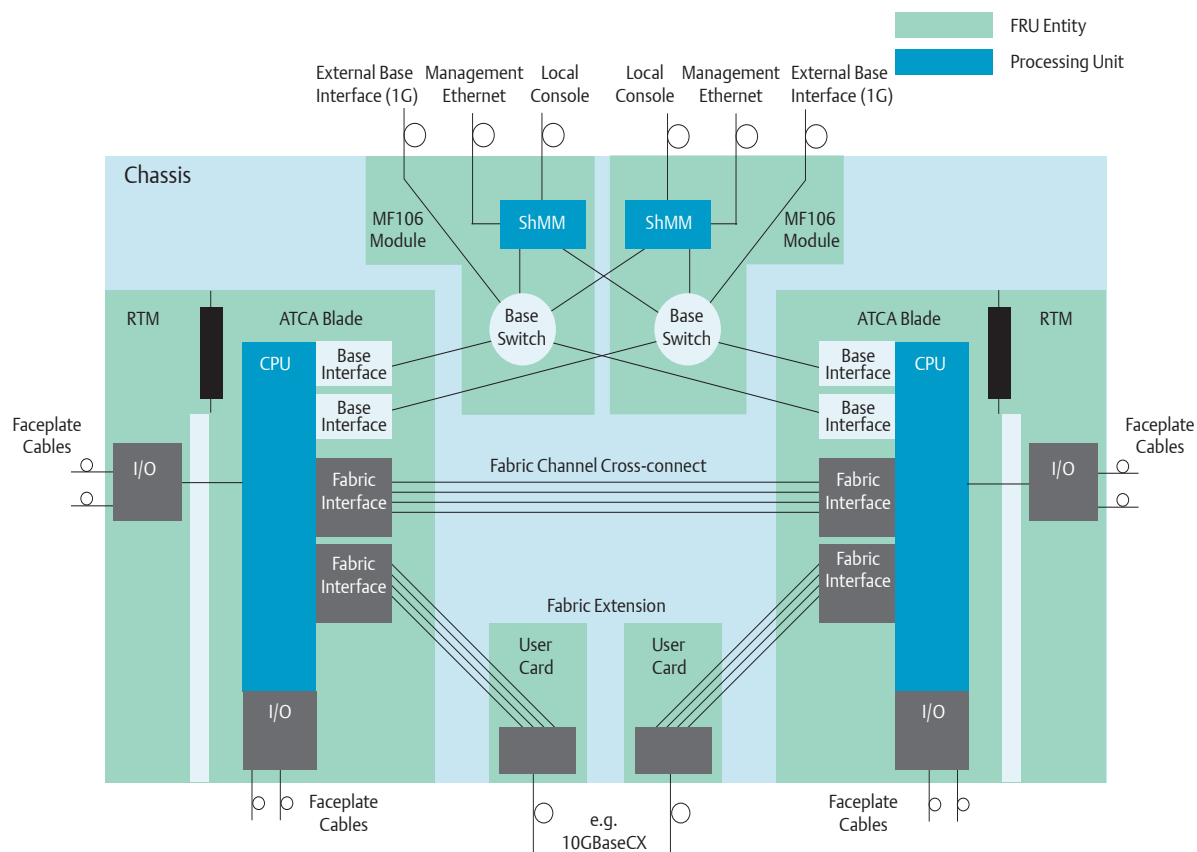 FRU Entity
Processing Unit
External Base
Interface (1G)
Management
Ethernet
Local
Console
Local
Console
Management
Ethernet
External Base
Interface (1G)
Chassis
MF106
Module
ShMM
ShMM
MF106
Module
RTM
ATCA Blade
Base
Switch
Base
Switch
ATCA Blade
RTM
CPU
Base
Interface
Base
Interface
CPU
Base
Interface
Base
Interface
Faceplate
Cables
I/O
Fabric
Interface
Fabric Channel Cross-connect
Fabric
Interface
I/O
Faceplate
Cables
Fabric
Interface
Fabric
Interface
Fabric Extension
User
Card
User
Card
I/O
I/O
Faceplate
Cables
e.g.
10GBaseCX
Faceplate
Cables